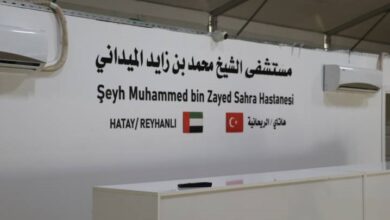 مستشفى الشيخ محمد بن زايد الميداني
Şeyh Muhammed bin Zayed Sahra Hastanesi
HATAY/ REYHANLI هاتاي/ الريحانية